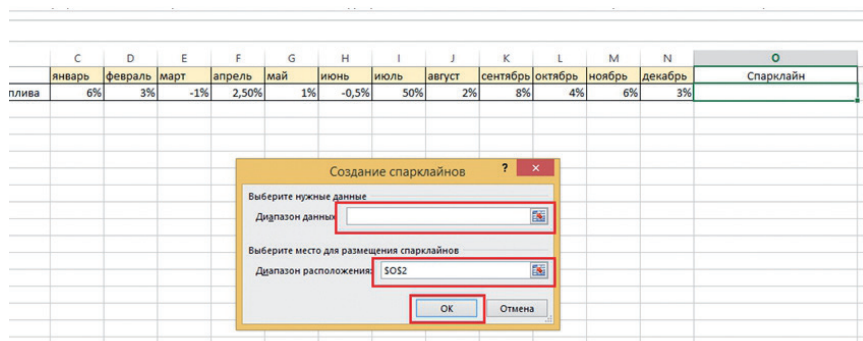 C D E F G H I J K L M N O
январь февраль март апрель май июнь июль август сентябрь октябрь ноябрь декабрь Спарклайн
плива 6% 3% -1% 2,50% 1% -0,5% 50% 2% 8% 4% 6% 3%
Создание спарклайнов ? ×
Выберите нужные данные
Диапазон данных
Выберите место для размещения спарклайнов
Диапазон расположения: $O$2
ОК Отмена